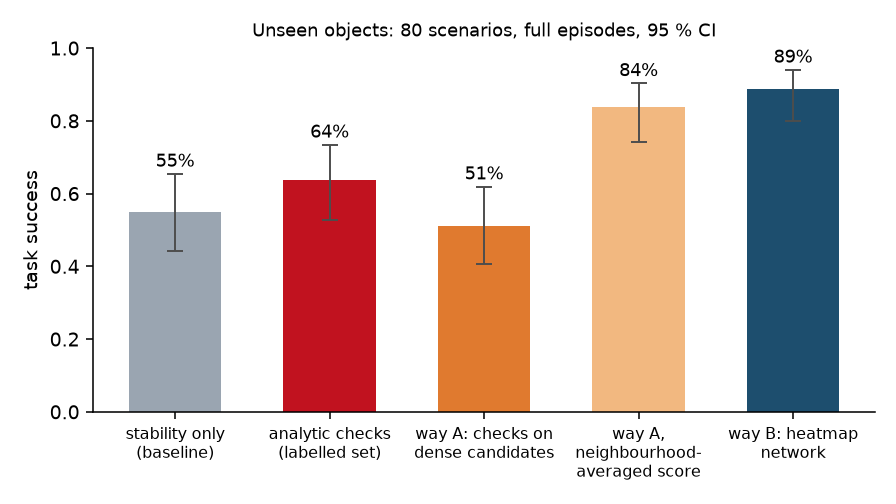 Unseen objects: 80 scenarios, full episodes, 95 % CI
task success
1.0
0.8
0.6
0.4
0.2
0.0
55%
64%
51%
84%
89%
stability only
(baseline)
analytic checks
(labelled set)
way A: checks on
dense candidates
way A,
neighbourhood-
averaged score
way B: heatmap
network